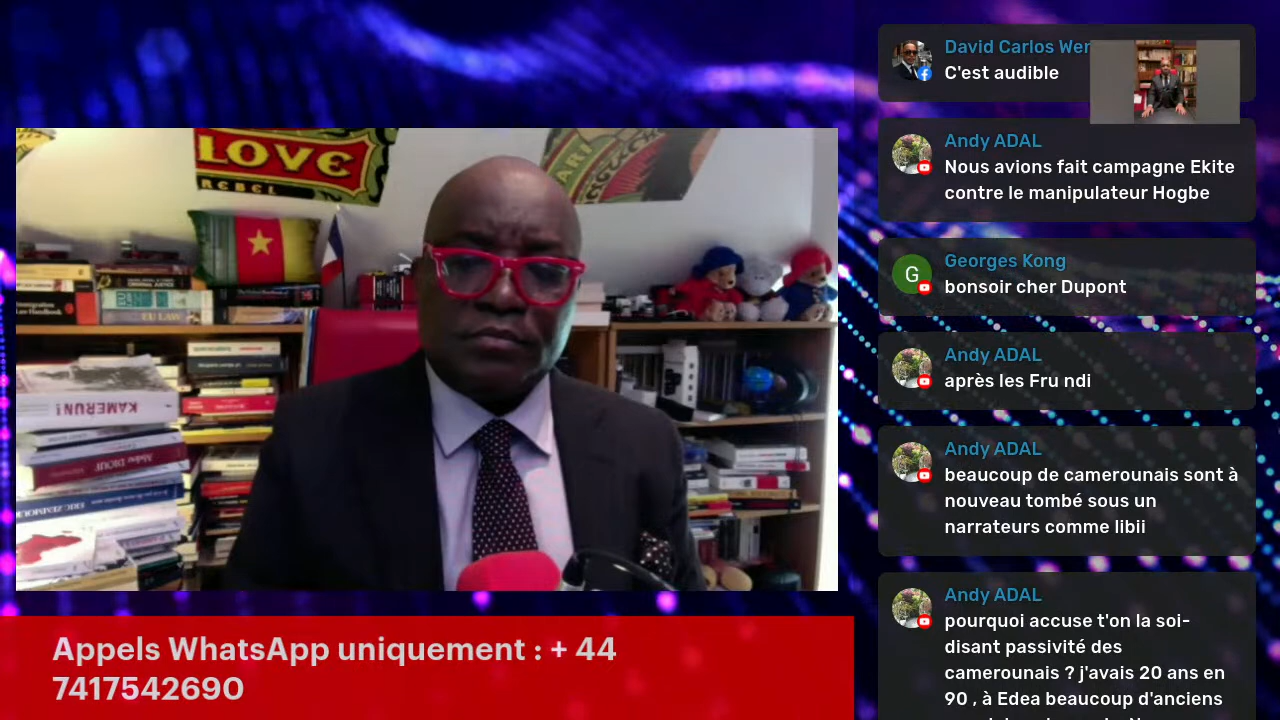 LOVE
REBEL
EU LAW
KAMERUN!
Appels WhatsApp uniquement : + 44
7417542690
David Carlos Wer
C'est audible
Andy ADAL
Nous avions fait campagne Ekite
contre le manipulateur Hogbe
G
Georges Kong
bonsoir cher Dupont
Andy ADAL
après les Fru ndi
Andy ADAL
beaucoup de camerounais sont à
nouveau tombé sous un
narrateurs comme libii
Andy ADAL
pourquoi accuse t'on la soi-
disant passivité des
camerounais ? j'avais 20 ans en
90 , à Edea beaucoup d'anciens